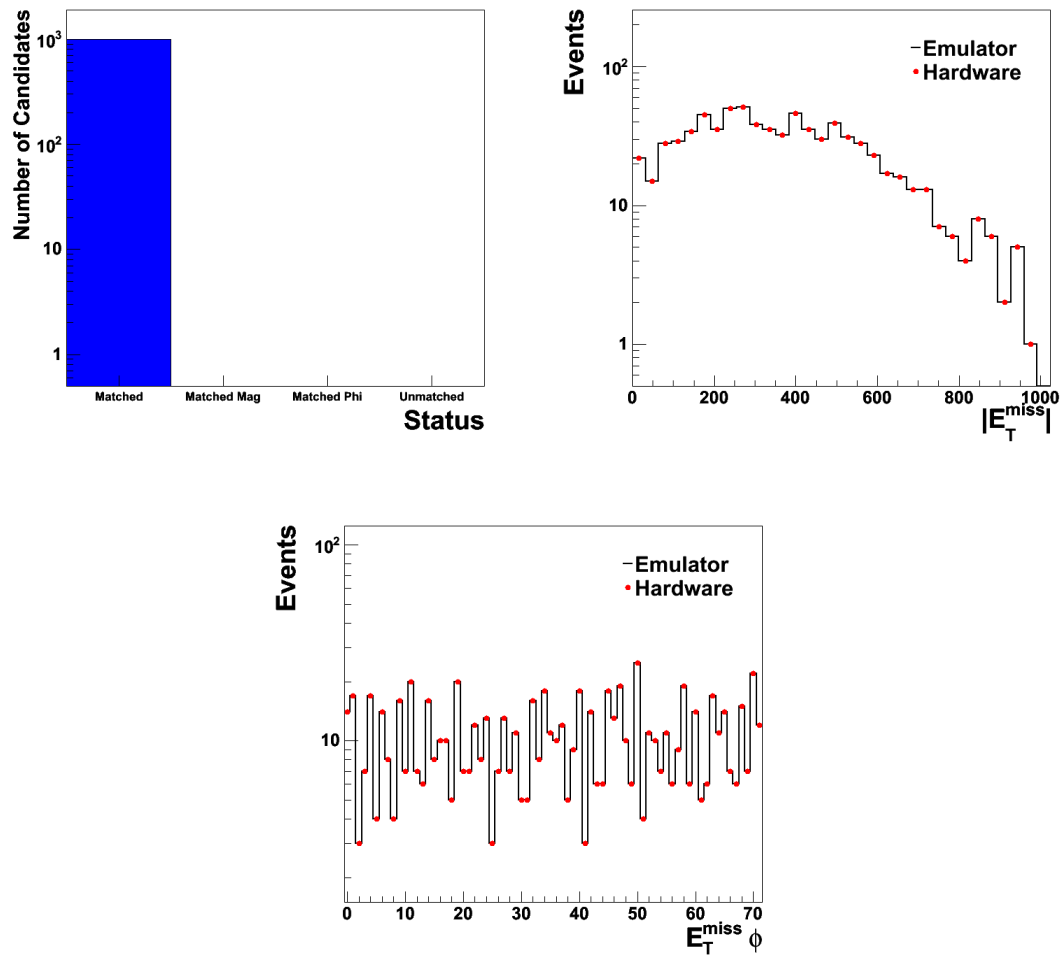 Number of Candidates
10³
10²
10
1
Matched Matched Mag Matched Phi Unmatched
Status
Events
10²
10
1
Emulator
Hardware
0 200 400 600 800 1000
|E_T^miss|
Events
10²
10
Emulator
Hardware
0 10 20 30 40 50 60 70
E_T^miss ϕ